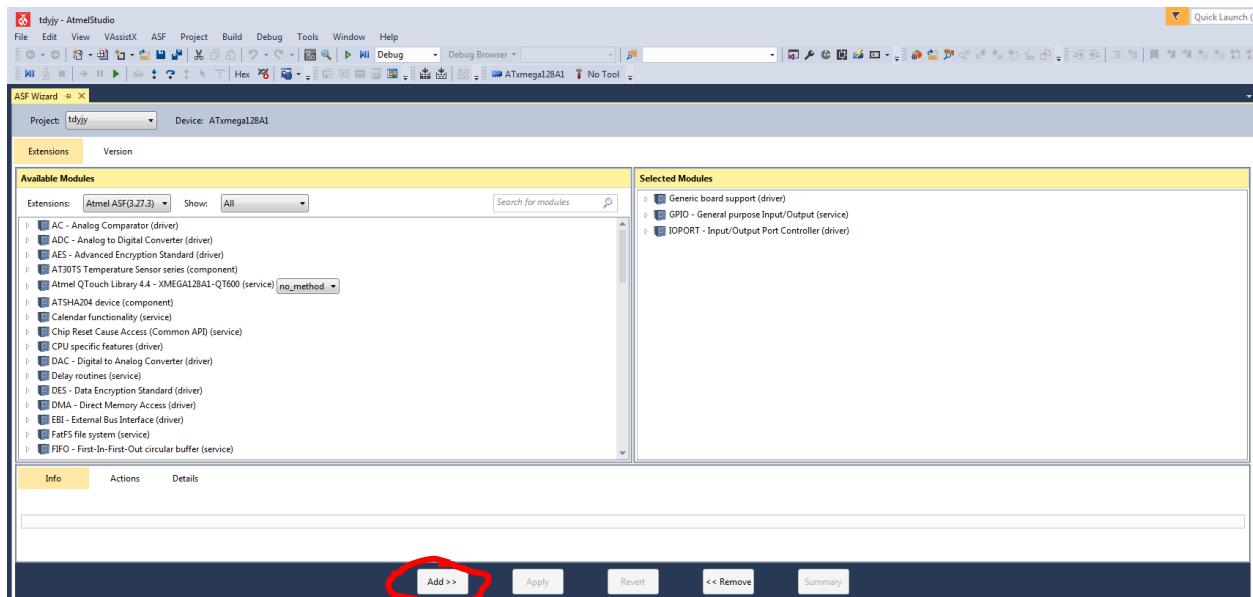 tdyjy - AtmelStudio
Quick Launch (
File Edit View VAssistX ASF Project Build Debug Tools Window Help
Debug Debug Browser
Hex ATxmega128A1 No Tool
ASF Wizard
Project: tdyjy Device: ATxmega128A1
Extensions Version
Available Modules
Extensions: Atmel ASF(3.27.3) Show: All Search for modules
AC - Analog Comparator (driver)
ADC - Analog to Digital Converter (driver)
AES - Advanced Encryption Standard (driver)
AT30TS Temperature Sensor series (component)
Atmel QTouch Library 4.4 - XMEGA128A1-QT600 (service) no_method
ATSHA204 device (component)
Calendar functionality (service)
Chip Reset Cause Access (Common API) (service)
CPU specific features (driver)
DAC - Digital to Analog Converter (driver)
Delay routines (service)
DES - Data Encryption Standard (driver)
DMA - Direct Memory Access (driver)
EBI - External Bus Interface (driver)
FatFS file system (service)
FIFO - First-In-First-Out circular buffer (service)
Selected Modules
Generic board support (driver)
GPIO - General purpose Input/Output (service)
IOPORT - Input/Output Port Controller (driver)
Info Actions Details
Add >> Apply Revert << Remove Summary